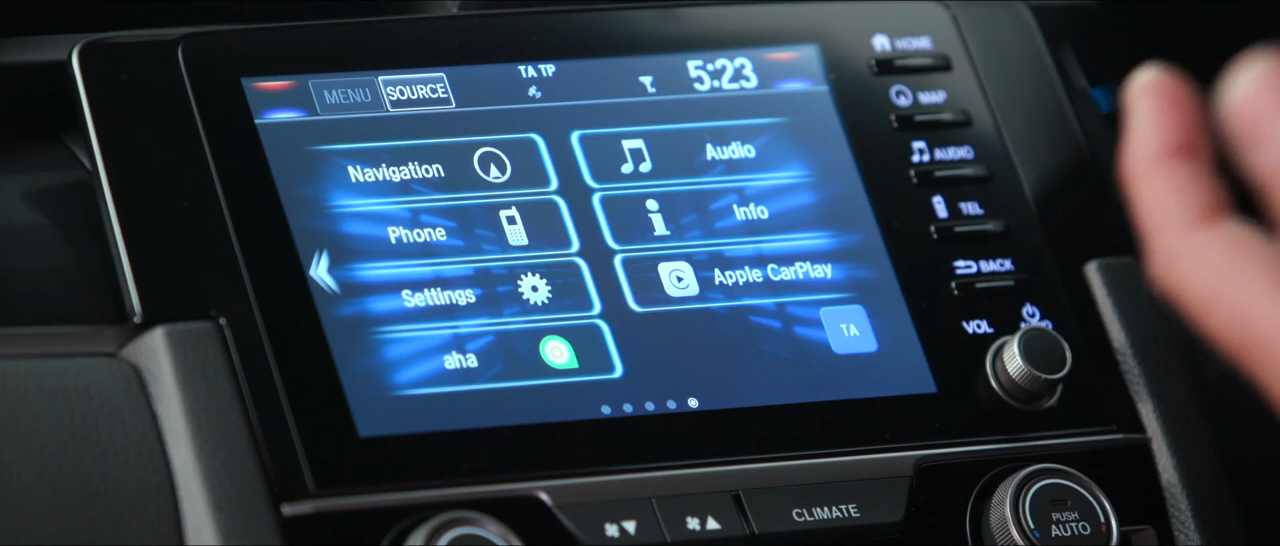 MENU SOURCE TA TP 5:23
Navigation
Audio
Phone
Info
Settings
Apple CarPlay
aha
TA
HOME
MAP
AUDIO
TEL
BACK
VOL
CLIMATE
PUSH
AUTO